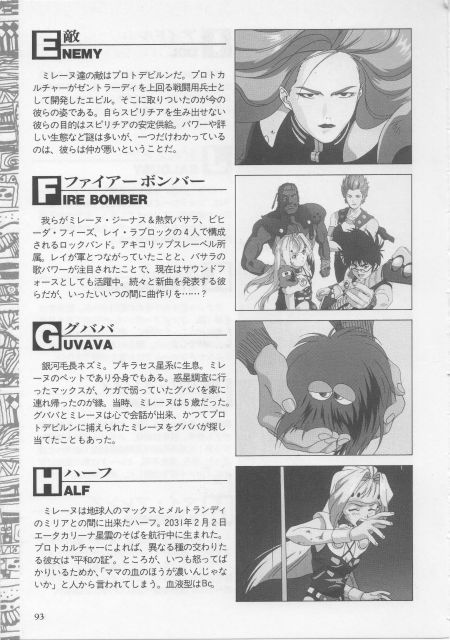 敵
ENEMY
ミレーヌ達の敵はプロトデビルンだ。プロトカ
ルチャーがゼントラーディを上回る戦闘用兵士と
して開発したエビル。そこに取りついたのが今の
彼らの姿である。自らスピリチアを生み出せない
彼らの目的はスピリチアの安定供給。パワーや詳
しい生態など謎は多いが、一つだけわかっている
のは、彼らは仲が悪いということだ。
ファイアーボンバー
FIRE BOMBER
我らがミレーヌ・ジーナス＆熱気バサラ、ビヒ
ーダ・フィーズ、レイ・ラブロックの4人で構成
されるロックバンド。アキコリップスレーベル所
属。レイが軍とつながっていたことと、バサラの
歌パワーが注目されたことで、現在はサウンドフ
ォースとしても活躍中。続々と新曲を発表する彼
らだが、いったいいつの間に曲作りを……？
グババ
GUVAVA
銀河毛長ネズミ。ブキラセス星系に生息。ミレ
ーヌのペットであり分身でもある。惑星調査に行
ったマックスが、ケガで弱っていたグババを家に
連れ帰ったのが縁。当時、ミレーヌは5歳だった。
グババとミレーヌは心で会話が出来、かつてプロ
トデビルンに捕えられたミレーヌをグババが探し
当てたこともあった。
ハーフ
HALF
ミレーヌは地球人のマックスとメルトランディ
のミリアとの間に出来たハーフ。2031年2月2日
エータカリーナ星雲のそばを航行中に生まれた。
プロトカルチャーによれば、異なる種の交わりた
る彼女は“平和の証”。ところが、いつも怒ってば
かりいるためか、「ママの血のほうが濃いんじゃな
いか」と人から言われてしまう。血液型はBc。
93